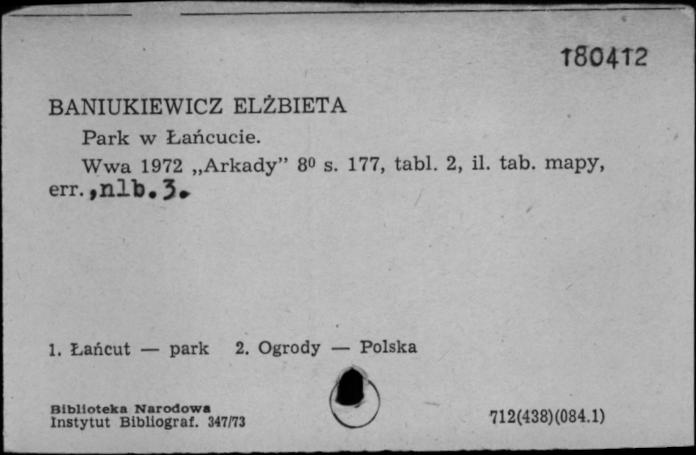 180412
BANIUKIEWICZ ELŻBIETA
Park w Łańcucie.
Wwa 1972 „Arkady” 8⁰ s. 177, tabl. 2, il. tab. mapy,
err.,nlb.3.
1. Łańcut — park 2. Ogrody — Polska
Biblioteka Narodowa
Instytut Bibliograf. 347/73
712(438)(084.1)